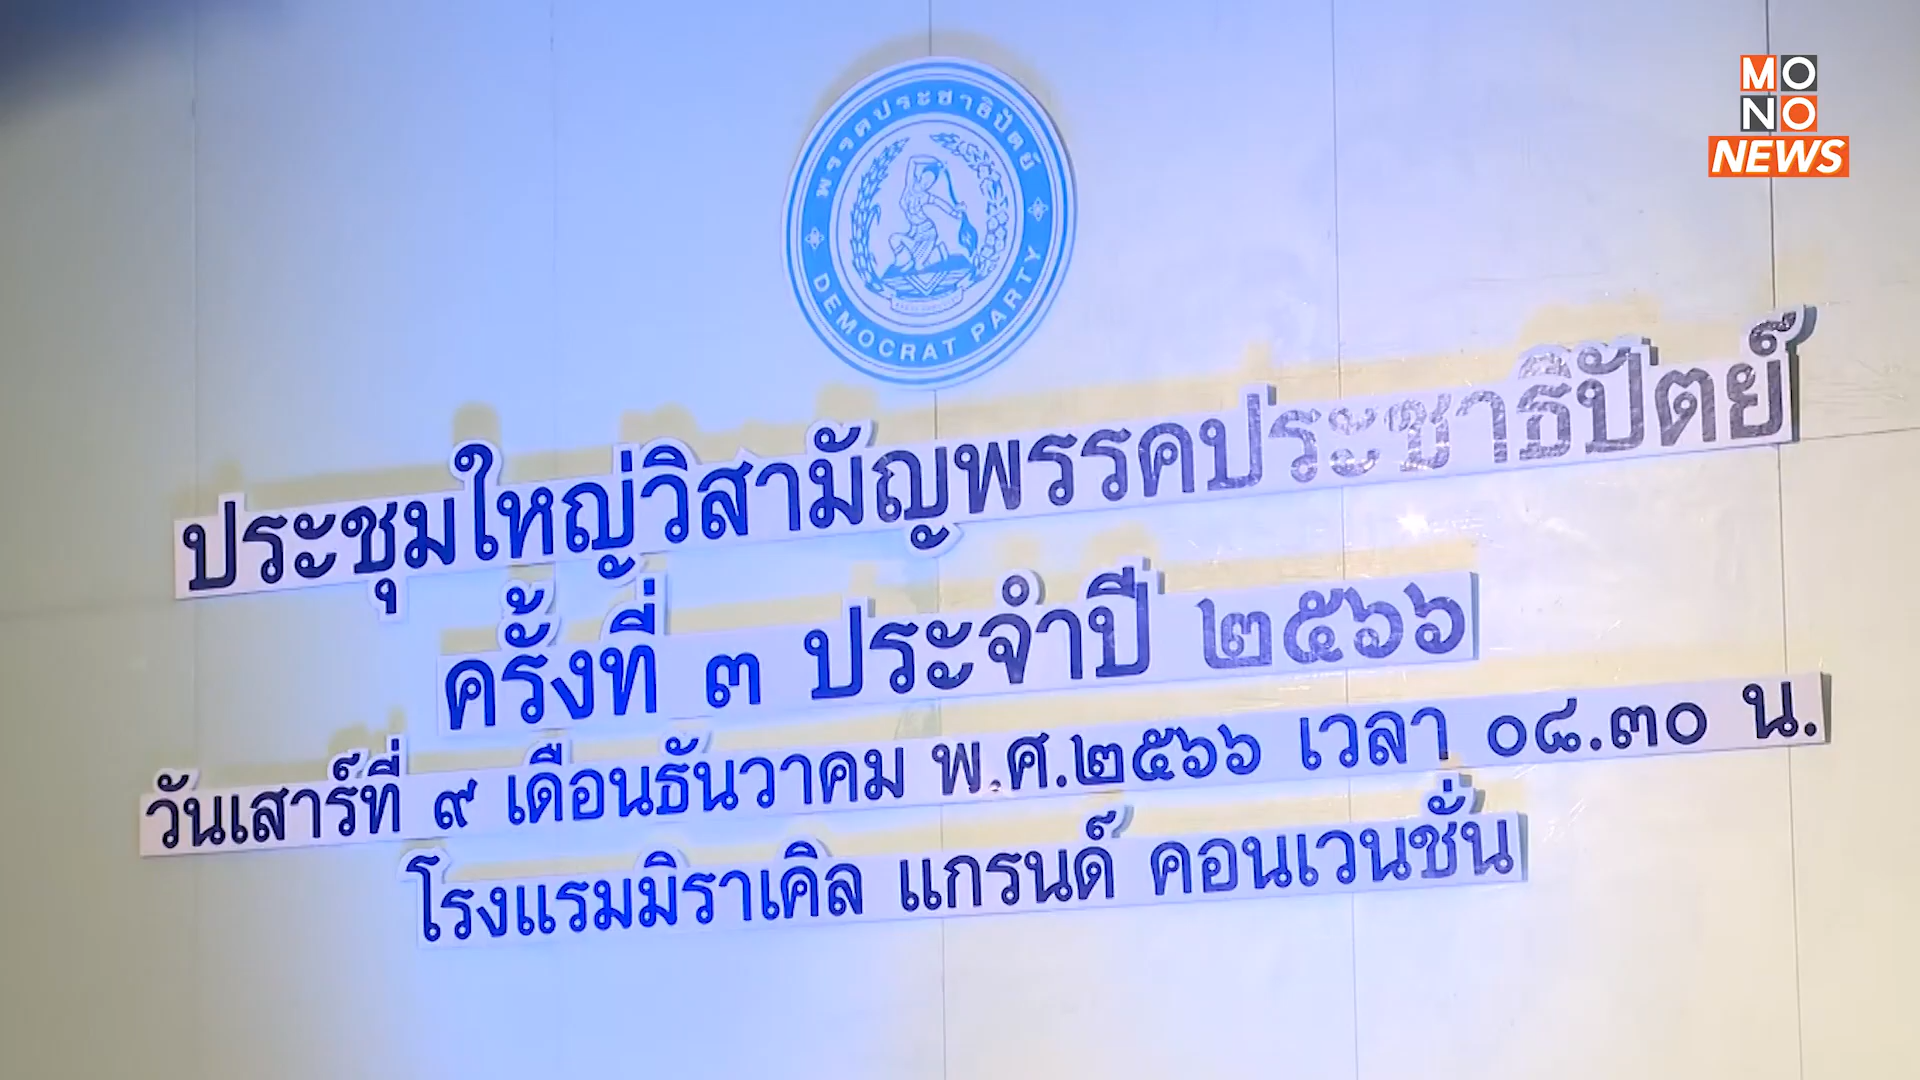 MONO
NEWS
พรรคประชาธิปัตย์
DEMOCRAT PARTY
ประชุมใหญ่วิสามัญพรรคประชาธิปัตย์
ครั้งที่ ๓ ประจำปี ๒๕๖๖
วันเสาร์ที่ ๙ เดือนธันวาคม พ.ศ.๒๕๖๖ เวลา ๐๘.๓๐ น.
โรงแรมมิราเคิล แกรนด์ คอนเวนชั่น